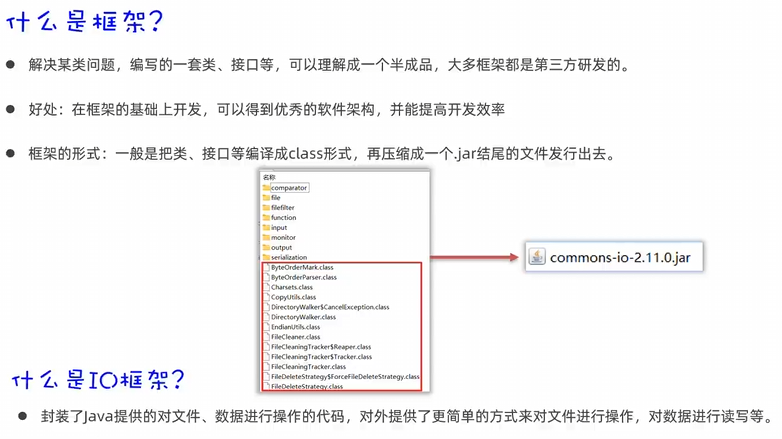 什么是框架？
● 解决某类问题，编写的一套类、接口等，可以理解成一个半成品，大多框架都是第三方研发的。
● 好处：在框架的基础上开发，可以得到优秀的软件架构，并能提高开发效率
● 框架的形式：一般是把类、接口等编译成class形式，再压缩成一个.jar结尾的文件发行出去。
名称
comparator
file
filefilter
function
input
monitor
output
serialization
ByteOrderMark.class
ByteOrderParser.class
Charsets.class
CopyUtils.class
DirectoryWalker$CancelException.class
DirectoryWalker.class
EndianUtils.class
FileCleaner.class
FileCleaningTracker$Reaper.class
FileCleaningTracker$Tracker.class
FileCleaningTracker.class
FileDeleteStrategy$ForceFileDeleteStrategy.class
FileDeleteStrategy.class
commons-io-2.11.0.jar
什么是IO框架？
● 封装了Java提供的对文件、数据进行操作的代码，对外提供了更简单的方式来对文件进行操作，对数据进行读写等。